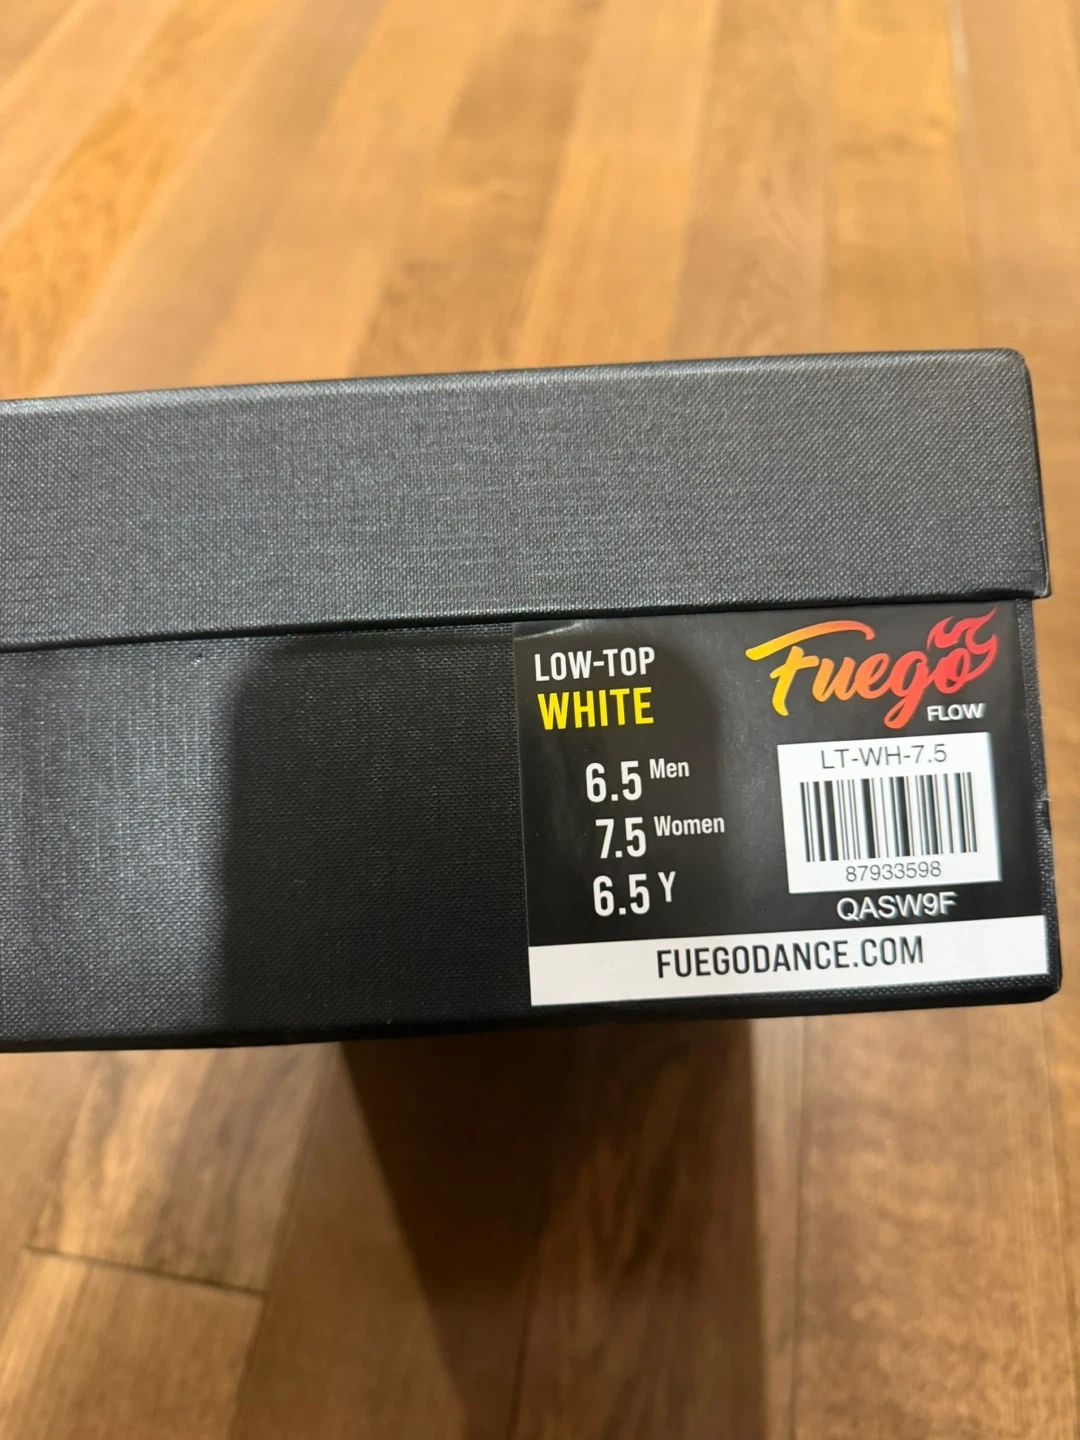 LOW-TOP
WHITE
6.5 Men
7.5 Women
6.5 Y
Fuego
FLOW
LT-WH-7.5
87933598
QASW9F
FUEGODANCE.COM